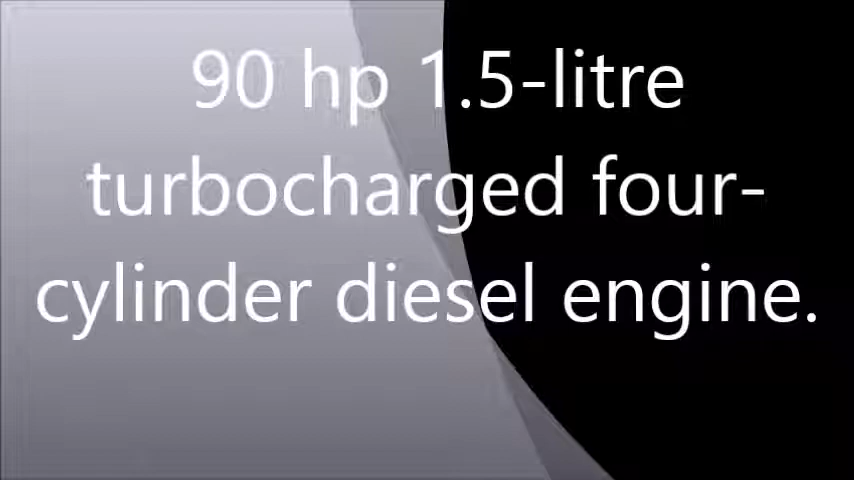 90 hp 1.5-litre
turbocharged four-
cylinder diesel engine.